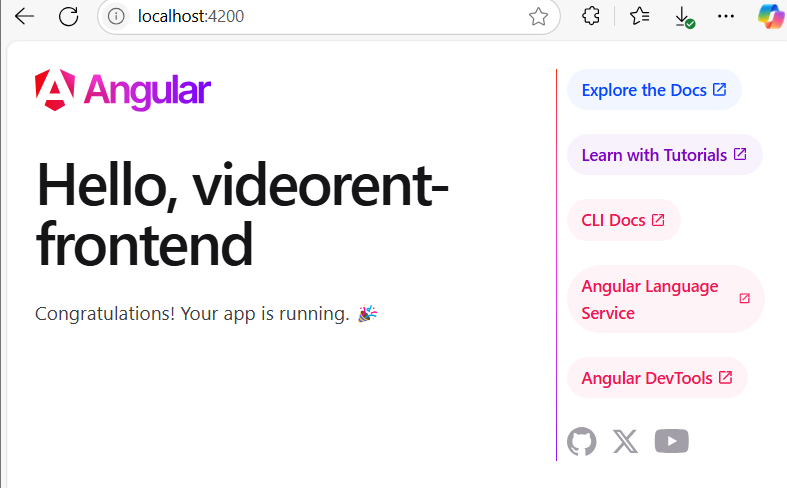 localhost:4200
Angular
Hello, videorent-
frontend
Congratulations! Your app is running. 🎉
Explore the Docs
Learn with Tutorials
CLI Docs
Angular Language
Service
Angular DevTools